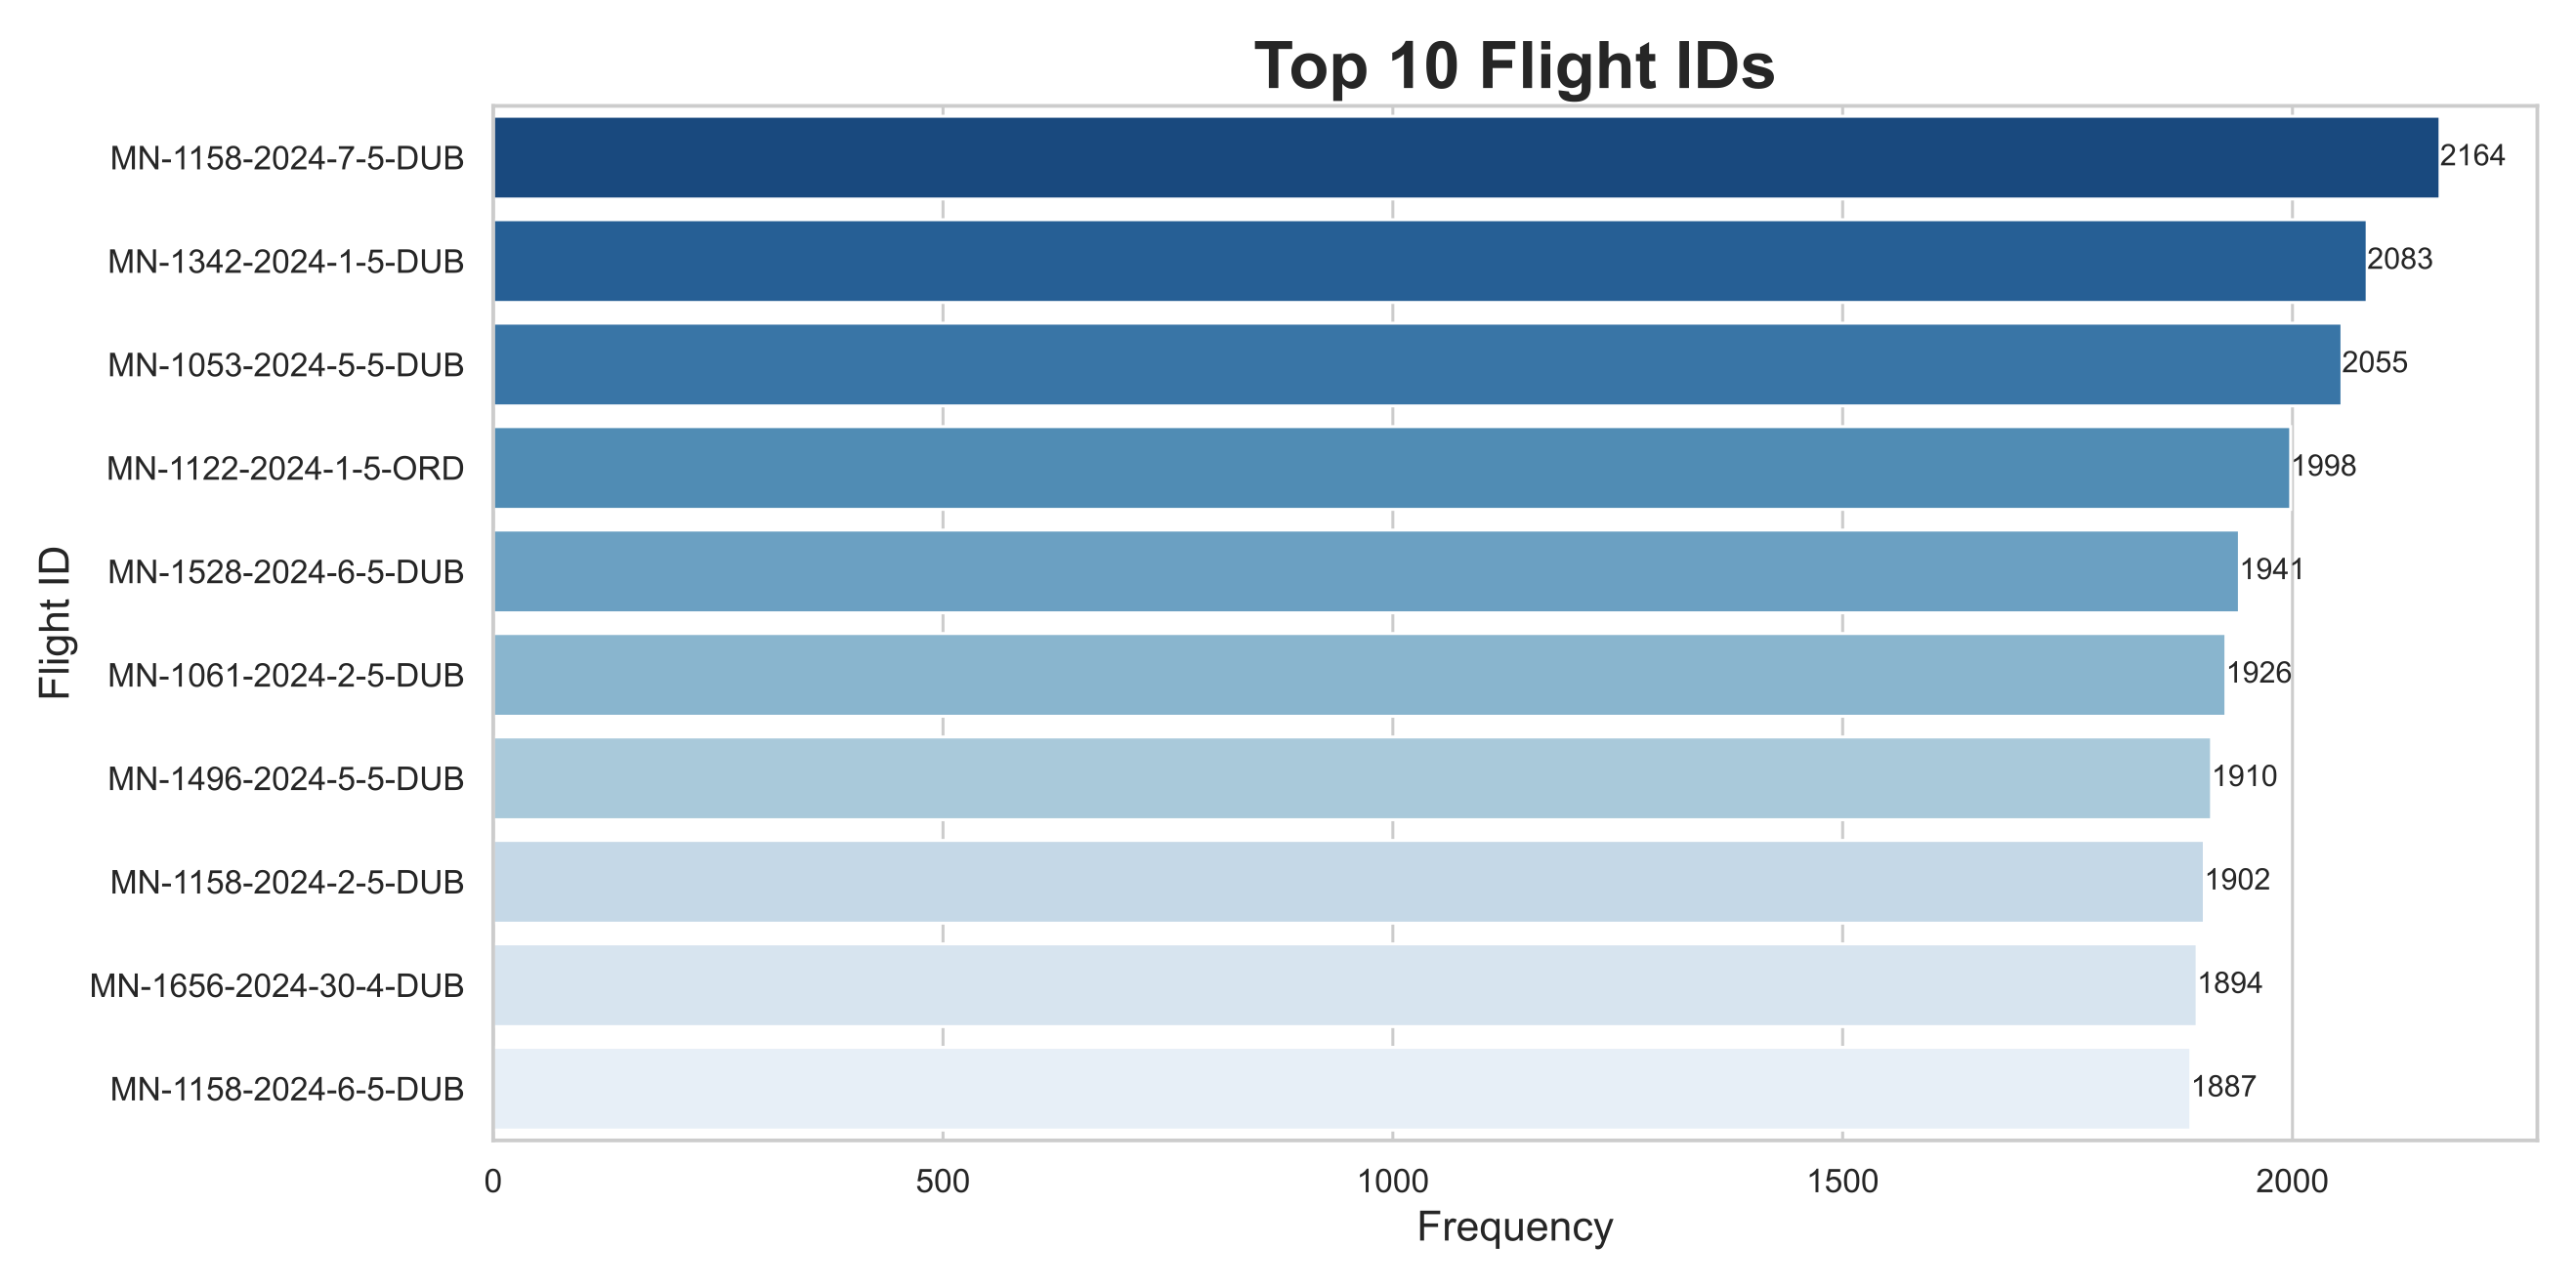 Top 10 Flight IDs
MN-1158-2024-7-5-DUB
2164
MN-1342-2024-1-5-DUB
2083
MN-1053-2024-5-5-DUB
2055
MN-1122-2024-1-5-ORD
1998
MN-1528-2024-6-5-DUB
1941
MN-1061-2024-2-5-DUB
1926
MN-1496-2024-5-5-DUB
1910
MN-1158-2024-2-5-DUB
1902
MN-1656-2024-30-4-DUB
1894
MN-1158-2024-6-5-DUB
1887
Flight ID
0 500 1000 1500 2000
Frequency